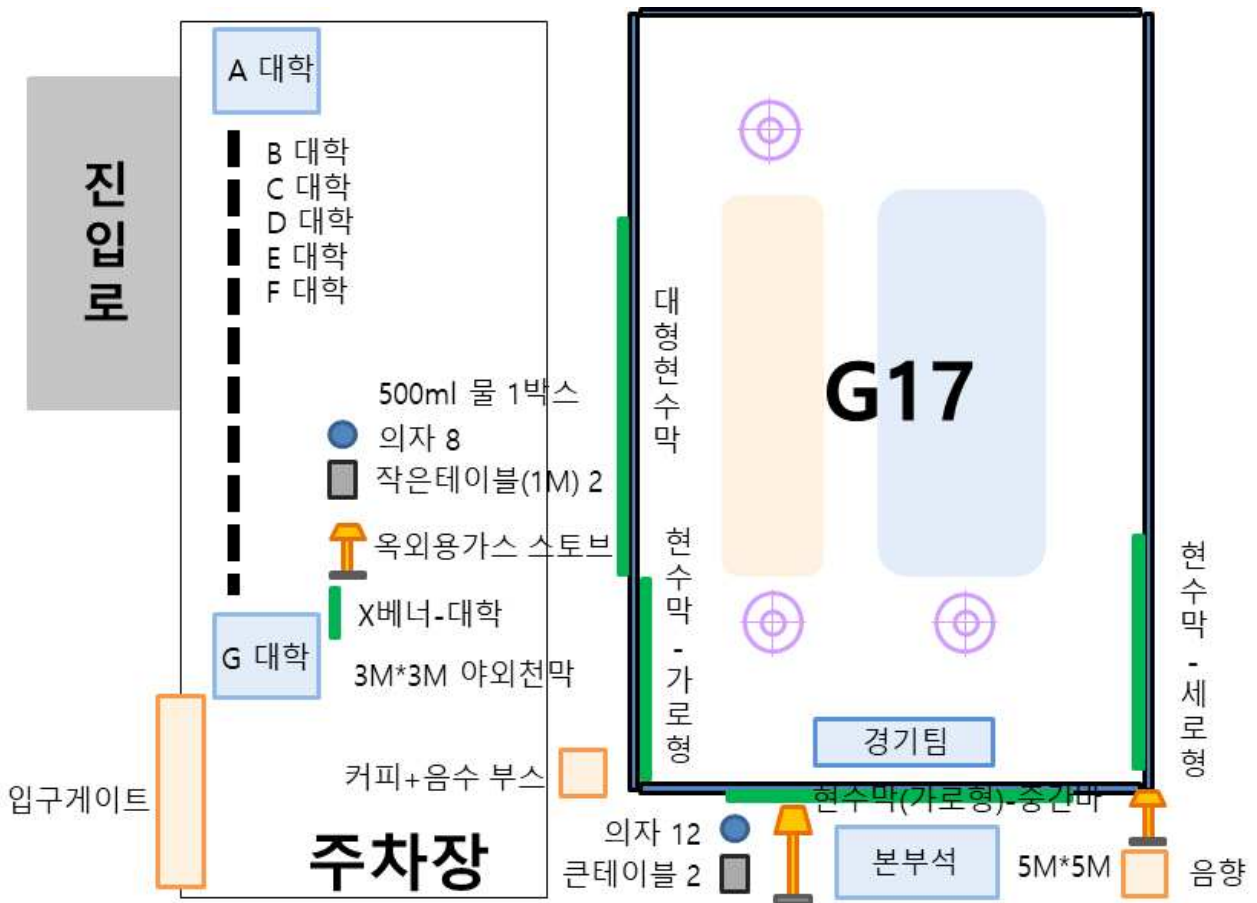 A 대학
진입로
B 대학
C 대학
D 대학
E 대학
F 대학
500ml 물 1박스
의자 8
작은테이블(1M) 2
옥외용가스 스토브
X베너-대학
G 대학
3M*3M 야외천막
입구게이트
커피+음수 부스
주차장
대형현수막
G17
현수막-가로형
현수막-세로형
경기팀
현수막(가로형)-중간바
의자 12
큰테이블 2
본부석
5M*5M
음향